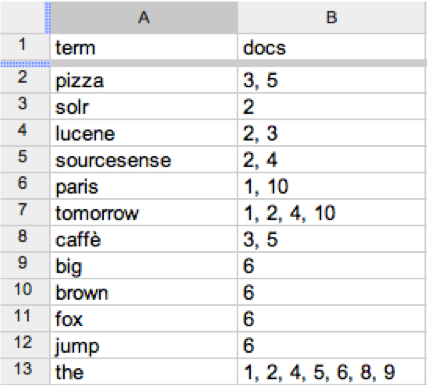 A B
1 term docs
2 pizza 3, 5
3 solr 2
4 lucene 2, 3
5 sourcesense 2, 4
6 paris 1, 10
7 tomorrow 1, 2, 4, 10
8 caffè 3, 5
9 big 6
10 brown 6
11 fox 6
12 jump 6
13 the 1, 2, 4, 5, 6, 8, 9